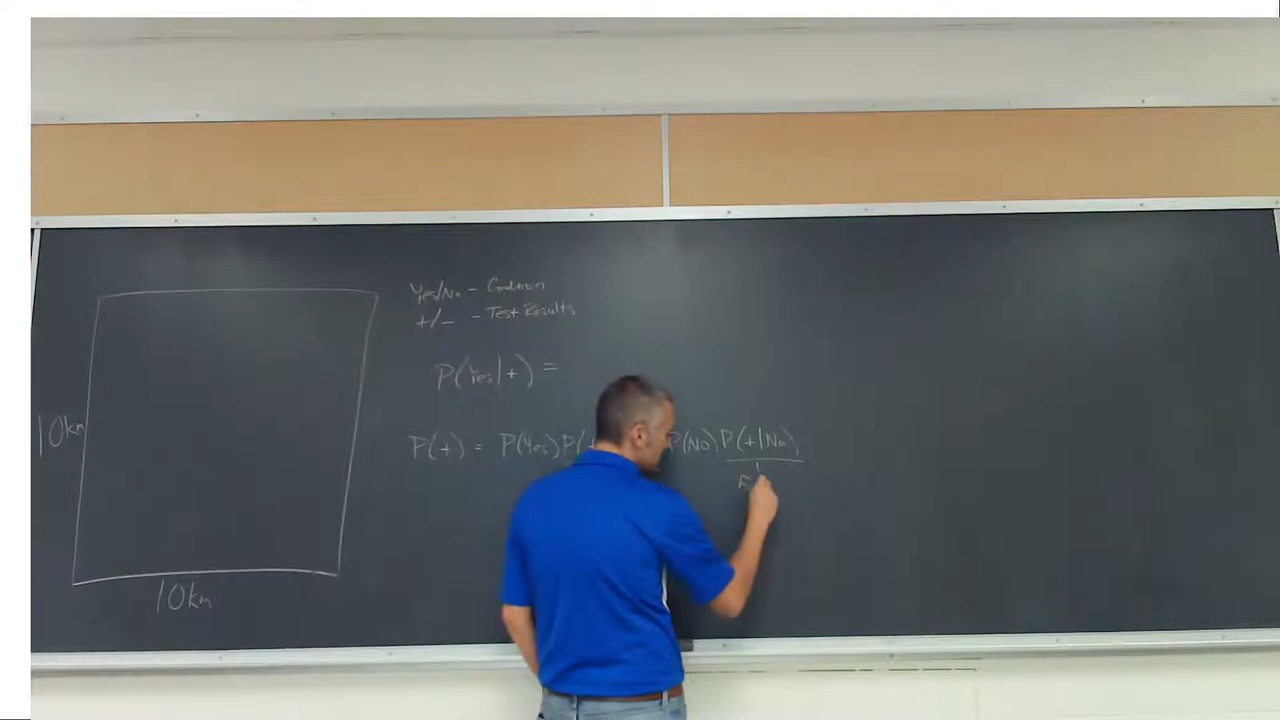 Yes/No - Condition
+/- - Test Results
P(Yes|+) =
10km
P(+) = P(Yes)P(+ P(No)P(+|No)
10km